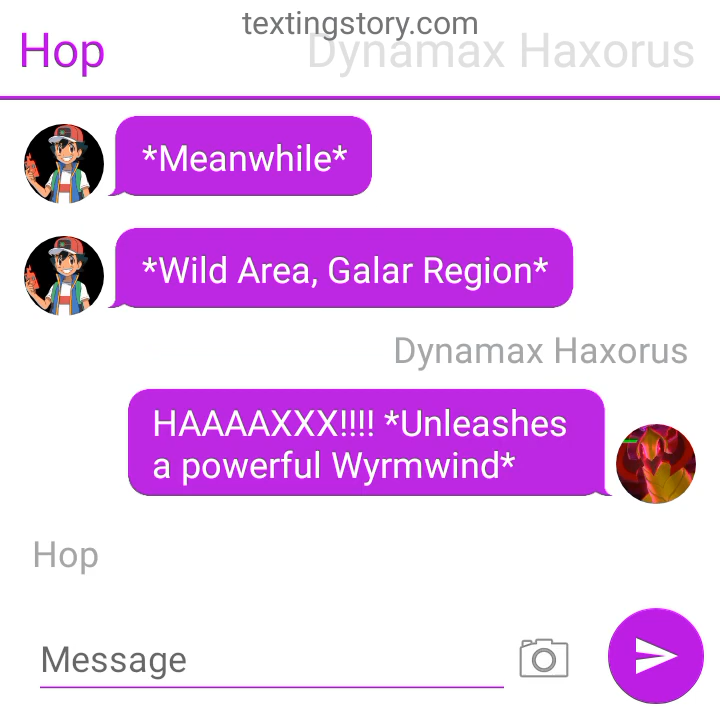 textingstory.com
Hop
Dynamax Haxorus
*Meanwhile*
*Wild Area, Galar Region*
Dynamax Haxorus
HAAAAXXX!!!! *Unleashes
a powerful Wyrmwind*
Hop
Message